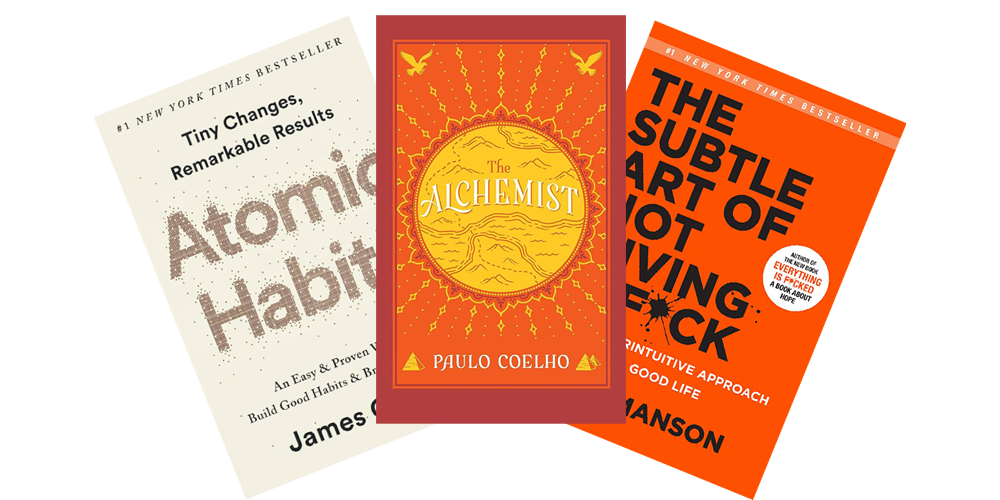 #1 NEW YORK TIMES BESTSELLER
Tiny Changes,
Remarkable Results
Atomic
Habit
An Easy & Proven W
Build Good Habits & Br
James C
The
ALCHEMIST
PAULO COELHO
#1 NEW YORK TIMES BESTSELLER
THE
SUBTLE
ART OF
NOT
IVING
F*CK
AUTHOR OF
THE NEW BOOK
EVERYTHING
IS F*CKED
A BOOK ABOUT
HOPE
RINTUITIVE APPROACH
GOOD LIFE
MANSON